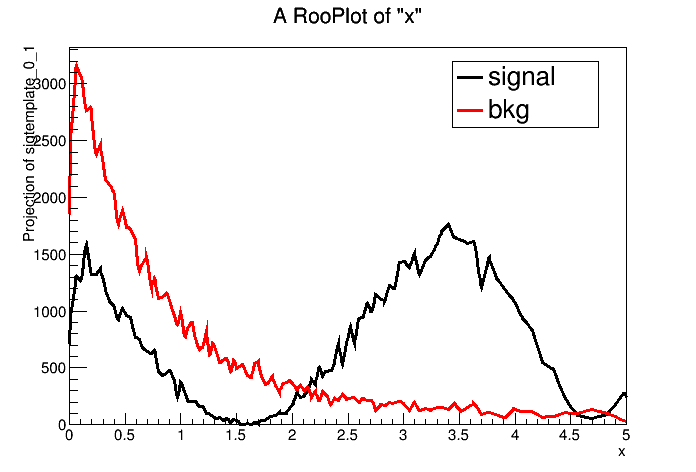 A RooPlot of "x"
Projection of sigtemplate_0_1
3000
2500
2000
1500
1000
500
0
signal
bkg
0 0.5 1 1.5 2 2.5 3 3.5 4 4.5 5
x